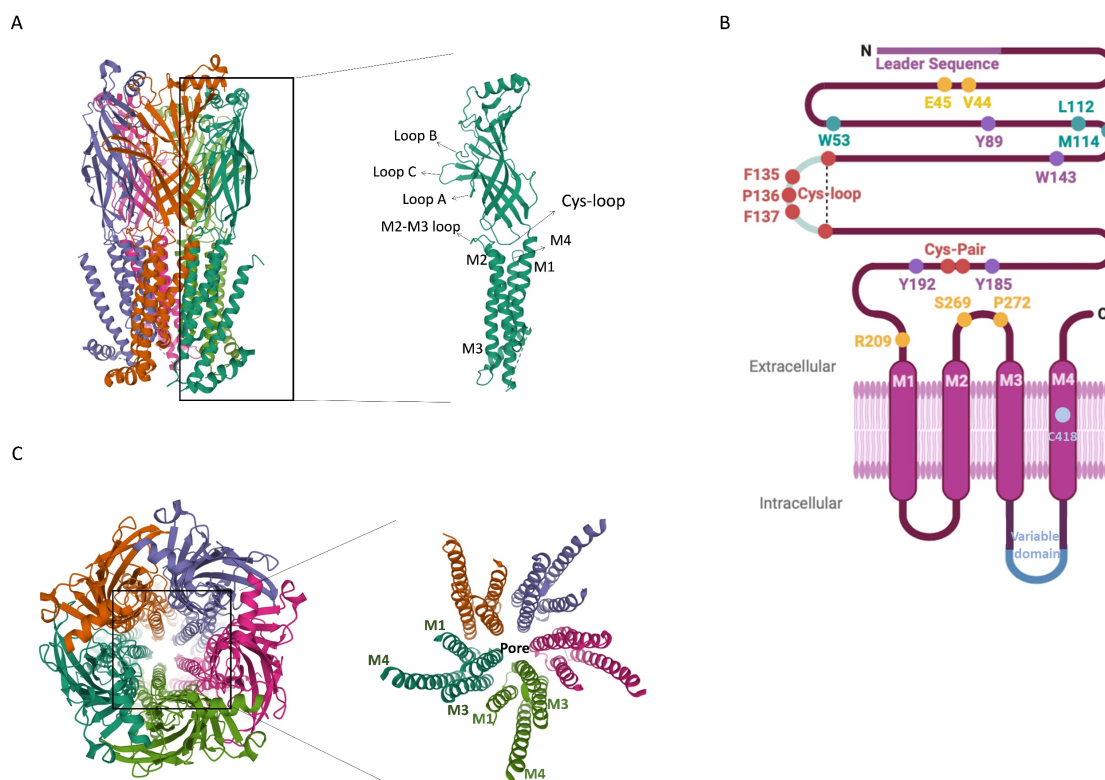 A
Loop B
Loop C
Loop A
M2-M3 loop
Cys-loop
M4
M2
M1
M3
B
N
Leader Sequence
E45
V44
L112
W53
Y89
M114
W143
F135
P136
Cys-loop
F137
Cys-Pair
Y192
Y185
S269
P272
C
R209
Extracellular
M1
M2
M3
M4
C418
Intracellular
Variable
domain
C
M1
Pore
M4
M3
M1
M3
M4